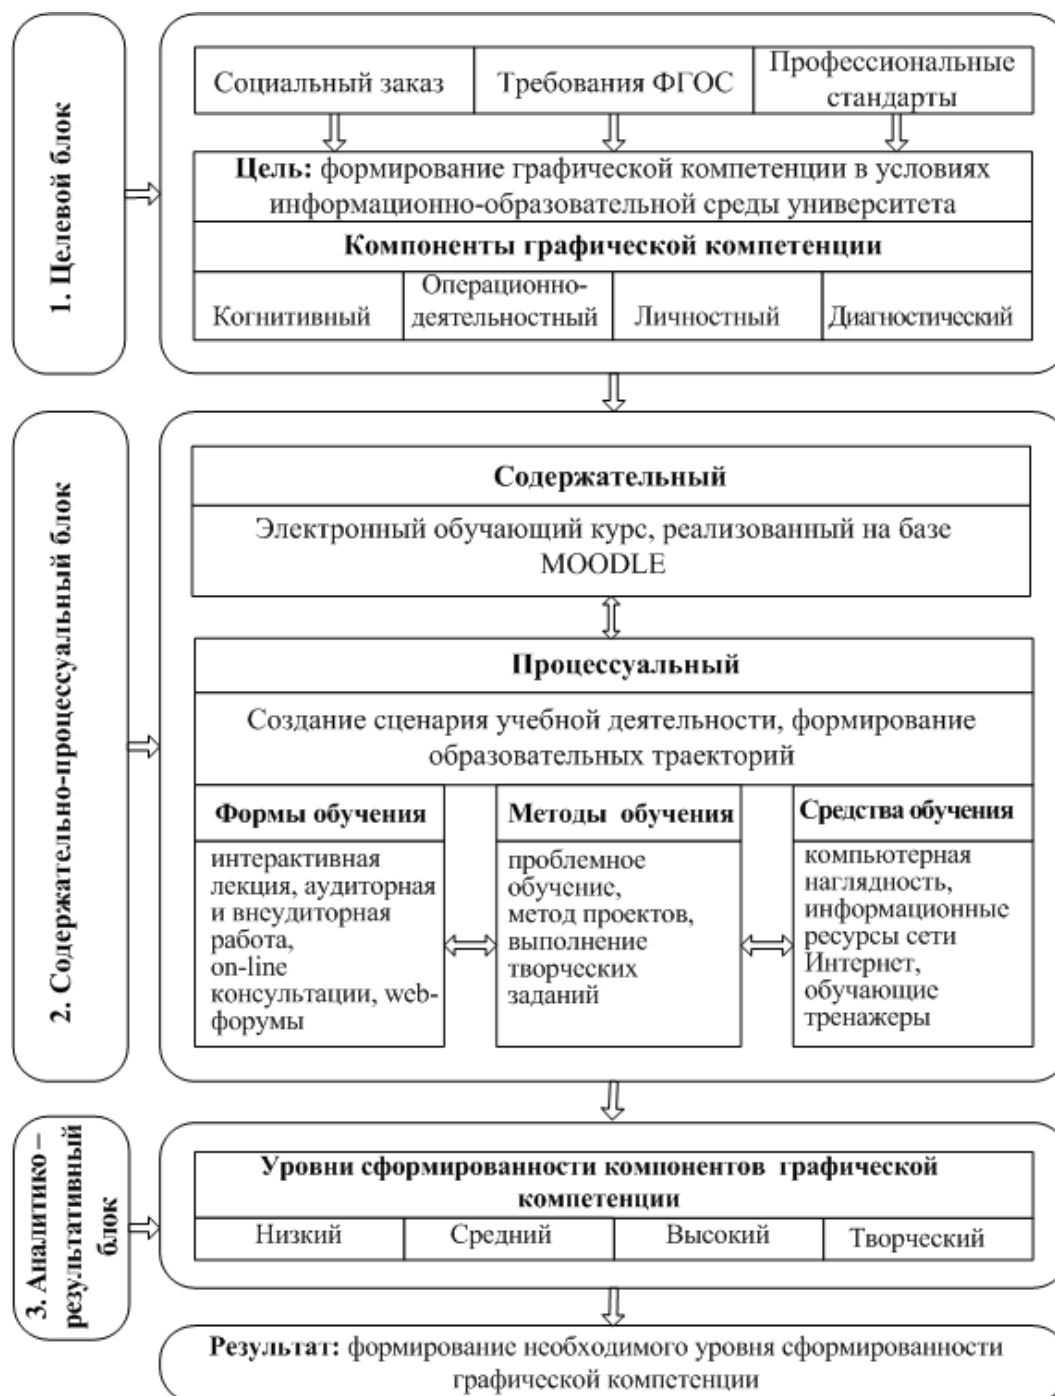 1. Целевой блок
Социальный заказ
Требования ФГОС
Профессиональные
стандарты
Цель: формирование графической компетенции в условиях
информационно-образовательной среды университета
Компоненты графической компетенции
Когнитивный
Операционно-
деятельностный
Личностный
Диагностический
2. Содержательно-процессуальный блок
Содержательный
Электронный обучающий курс, реализованный на базе
MOODLE
Процессуальный
Создание сценария учебной деятельности, формирование
образовательных траекторий
Формы обучения
интерактивная
лекция, аудиторная
и внеудиторная
работа,
on-line
консультации, web-
форумы
Методы обучения
проблемное
обучение,
метод проектов,
выполнение
творческих
заданий
Средства обучения
компьютерная
наглядность,
информационные
ресурсы сети
Интернет,
обучающие
тренажеры
3. Аналитико –
результативный
блок
Уровни сформированности компонентов графической
компетенции
Низкий
Средний
Высокий
Творческий
Результат: формирование необходимого уровня сформированности
графической компетенции